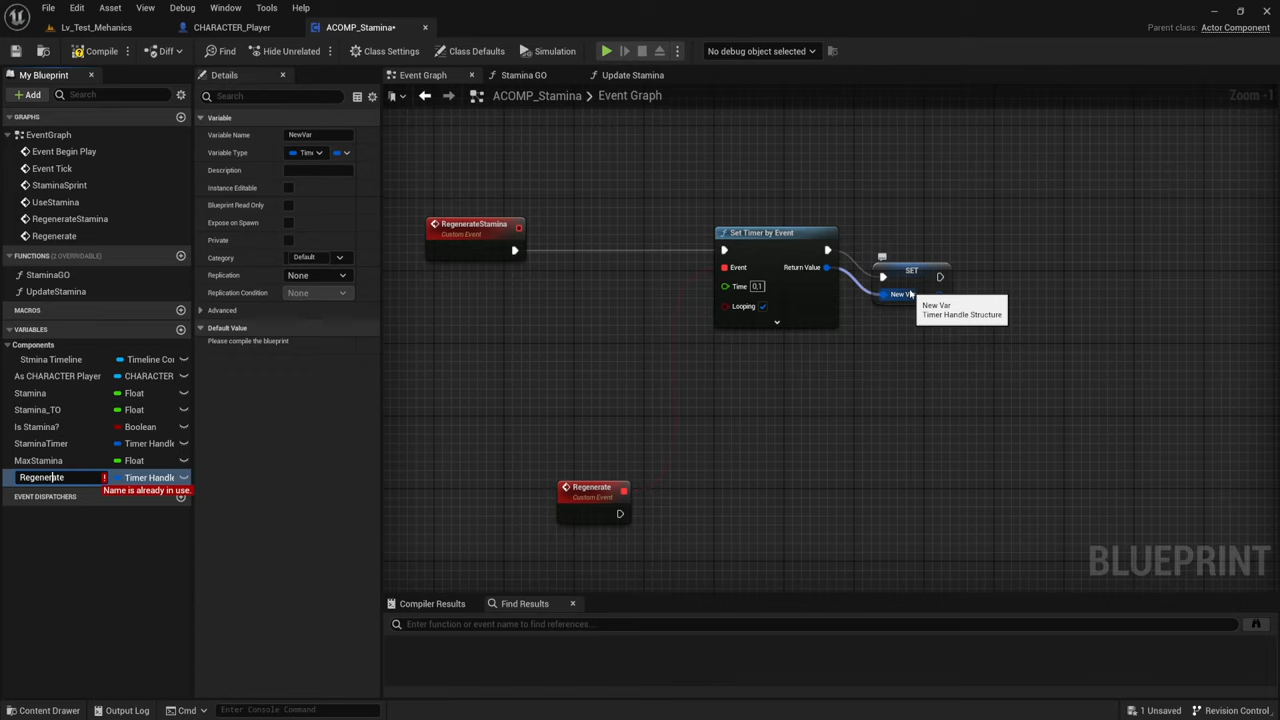 File Edit Asset View Debug Window Tools Help
Lv_Test_Mehanics CHARACTER_Player ACOMP_Stamina• Parent class: Actor Component
Compile Diff Find Hide Unrelated Class Settings Class Defaults Simulation No debug object selected
My Blueprint Details Event Graph Stamina GO Update Stamina
Add Search Search ACOMP_Stamina Event Graph Zoom -1
GRAPHS
EventGraph
Event Begin Play
Event Tick
StaminaSprint
UseStamina
RegenerateStamina
Regenerate
FUNCTIONS (2 OVERRIDABLE)
StaminaGO
UpdateStamina
MACROS
VARIABLES
Components
Stmina Timeline Timeline Co
As CHARACTER Player CHARACTER
Stamina Float
Stamina_TO Float
Is Stamina? Boolean
StaminaTimer Timer Handle
MaxStamina Float
Regenerate ! Timer Handle
Name is already in use.
EVENT DISPATCHERS
Variable
Variable Name NewVar
Variable Type Time
Description
Instance Editable
Blueprint Read Only
Expose on Spawn
Private
Category Default
Replication None
Replication Condition None
Advanced
Default Value
Please compile the blueprint
RegenerateStamina
Custom Event
Set Timer by Event
Event Return Value
Time 0,1
Looping
SET
New V
New Var
Timer Handle Structure
Regenerate
Custom Event
BLUEPRINT
Compiler Results Find Results
Enter function or event name to find references...
Content Drawer Output Log Cmd Enter Console Command 1 Unsaved Revision Control